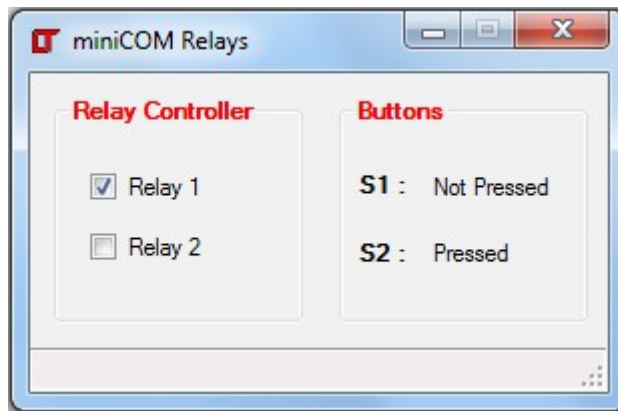 miniCOM Relays
Relay Controller
Relay 1
Relay 2
Buttons
S1 : Not Pressed
S2 : Pressed